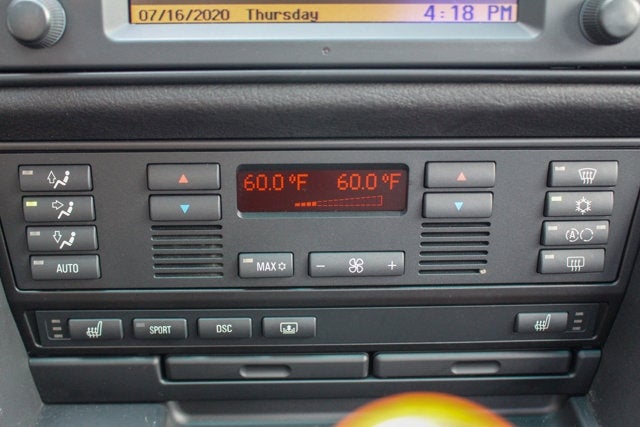 07/16/2020 Thursday 4:18 PM
60.0°F 60.0°F
AUTO
MAX
- +
A
SPORT DSC